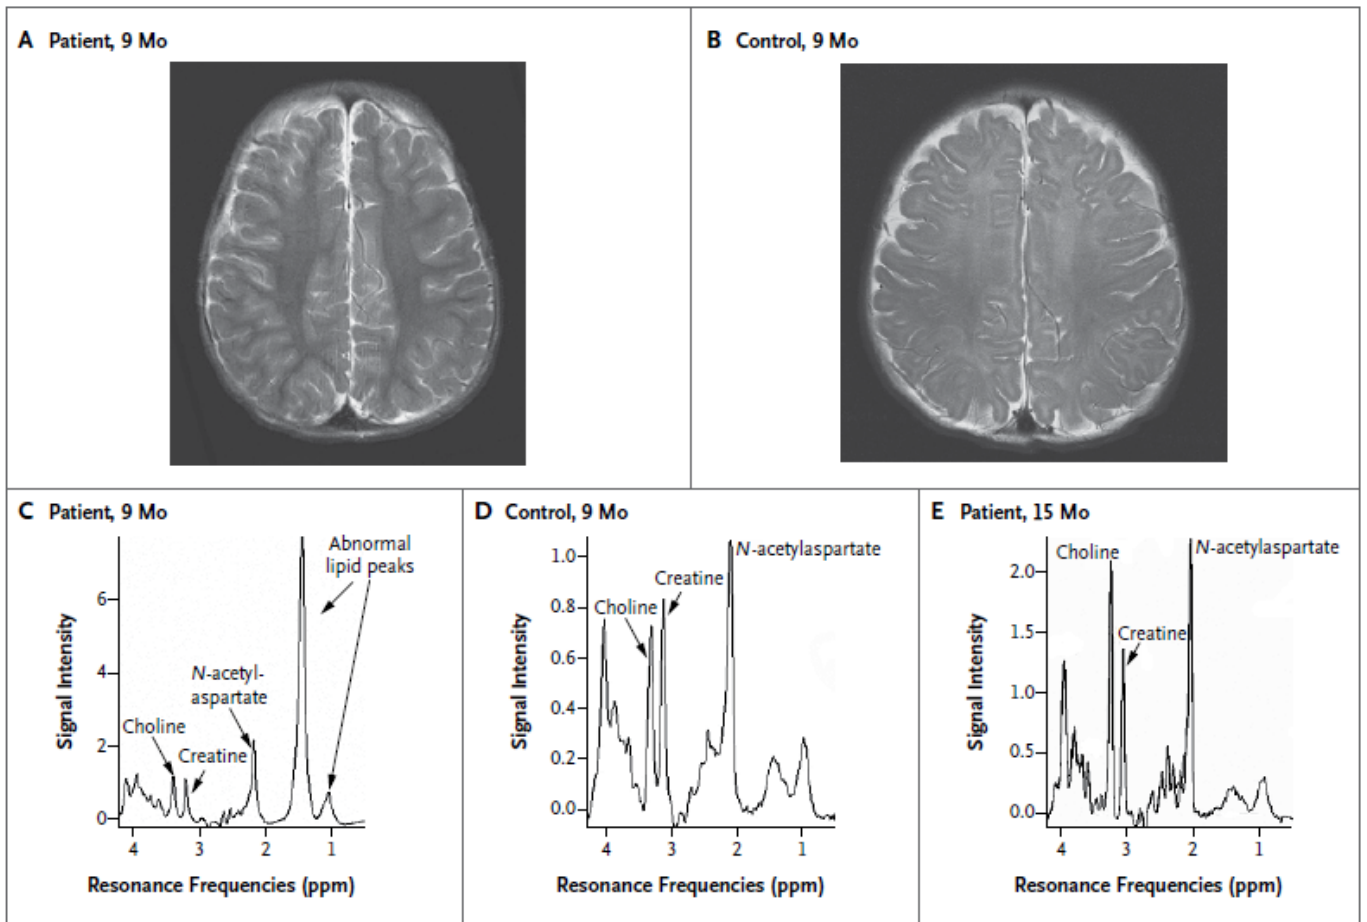 A Patient, 9 Mo
B Control, 9 Mo
C Patient, 9 Mo
Abnormal
lipid peaks
6
4
2
0
N-acetyl-
aspartate
Choline
Creatine
Signal Intensity
4 3 2 1
Resonance Frequencies (ppm)
D Control, 9 Mo
N-acetylaspartate
Creatine
Choline
1.0
0.8
0.6
0.4
0.2
0.0
Signal Intensity
4 3 2 1
Resonance Frequencies (ppm)
E Patient, 15 Mo
Choline
N-acetylaspartate
Creatine
2.0
1.5
1.0
0.5
0.0
Signal Intensity
4 3 2 1
Resonance Frequencies (ppm)